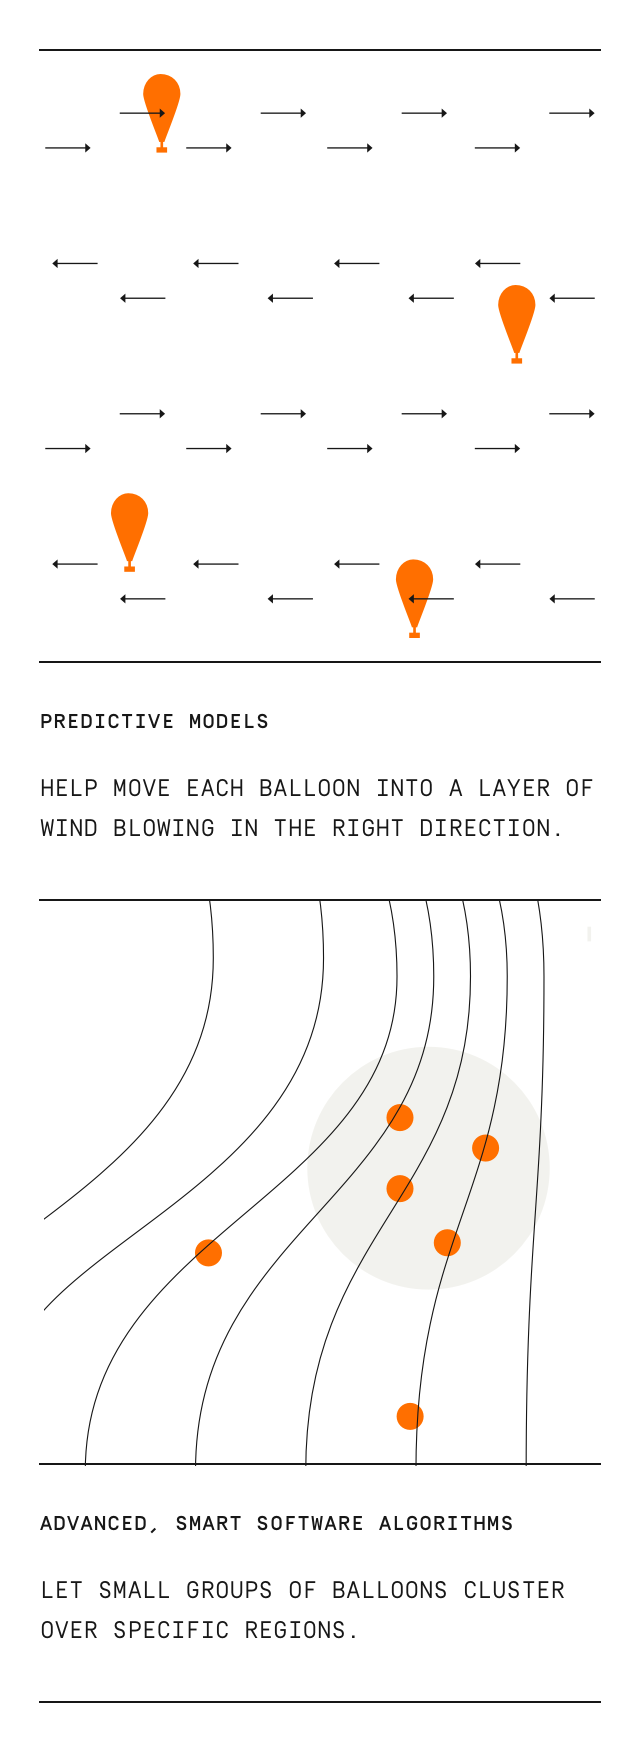 PREDICTIVE MODELS
HELP MOVE EACH BALLOON INTO A LAYER OF
WIND BLOWING IN THE RIGHT DIRECTION.
ADVANCED, SMART SOFTWARE ALGORITHMS
LET SMALL GROUPS OF BALLOONS CLUSTER
OVER SPECIFIC REGIONS.